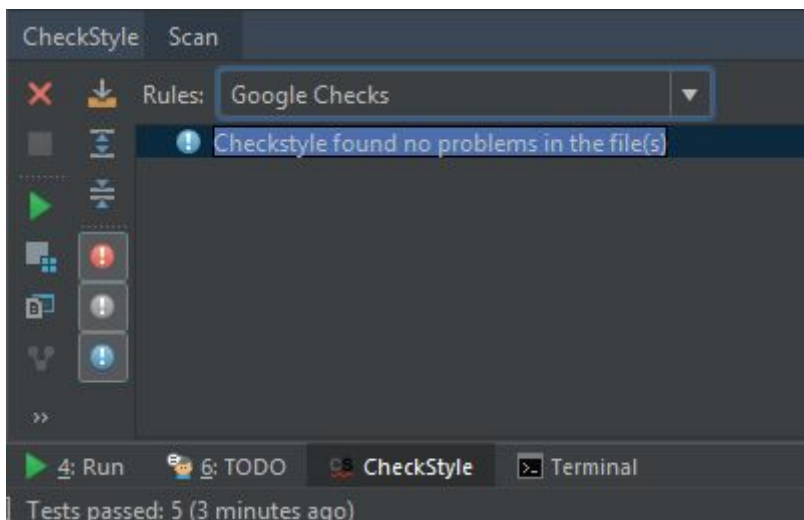 CheckStyle Scan
Rules: Google Checks
Checkstyle found no problems in the file(s)
4: Run 6: TODO CS CheckStyle Terminal
Tests passed: 5 (3 minutes ago)